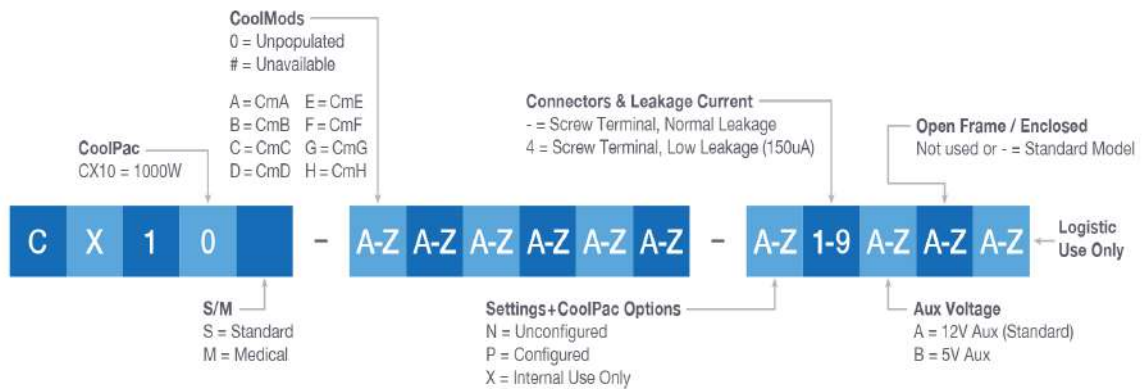 CoolMods
0 = Unpopulated
# = Unavailable
A = CmA E = CmE
B = CmB F = CmF
C = CmC G = CmG
D = CmD H = CmH
CoolPac
CX10 = 1000W
Connectors & Leakage Current
- = Screw Terminal, Normal Leakage
4 = Screw Terminal, Low Leakage (150uA)
Open Frame / Enclosed
Not used or - = Standard Model
C X 1 0 - A-Z A-Z A-Z A-Z A-Z A-Z - A-Z 1-9 A-Z A-Z A-Z
Logistic
Use Only
S/M
S = Standard
M = Medical
Settings+CoolPac Options
N = Unconfigured
P = Configured
X = Internal Use Only
Aux Voltage
A = 12V Aux (Standard)
B = 5V Aux